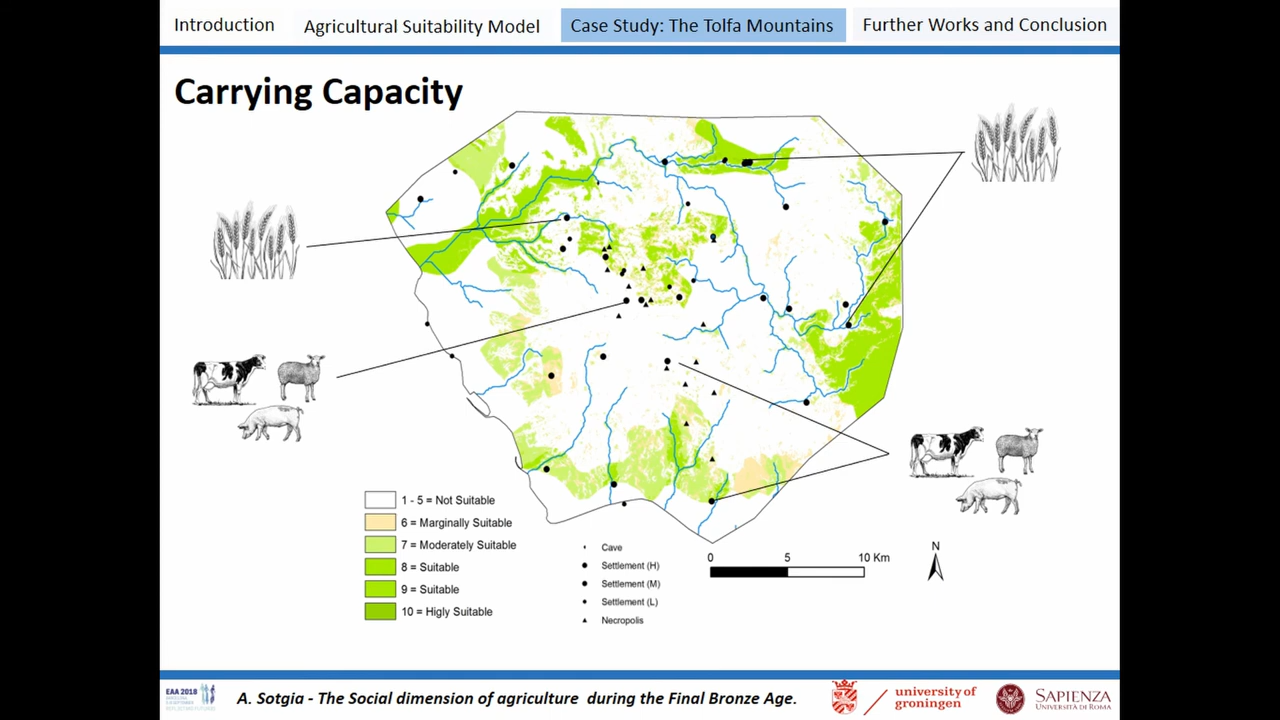 Introduction
Agricultural Suitability Model
Case Study: The Tolfa Mountains
Further Works and Conclusion
Carrying Capacity
1 - 5 = Not Suitable
6 = Marginally Suitable
7 = Moderately Suitable
8 = Suitable
9 = Suitable
10 = Higly Suitable
Cave
Settlement (H)
Settlement (M)
Settlement (L)
Necropolis
0 5 10 Km
N
EAA 2018
A. Sotgia - The Social dimension of agriculture during the Final Bronze Age.
university of
groningen
SAPIENZA
UNIVERSITÀ DI ROMA